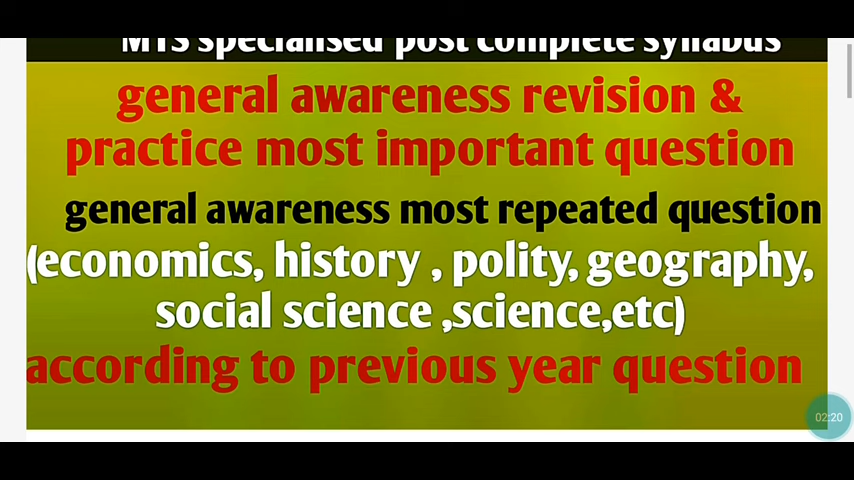 MTS specialised post complete syllabus
general awareness revision &
practice most important question
general awareness most repeated question
(economics, history , polity, geography,
social science ,science,etc)
according to previous year question
02:20